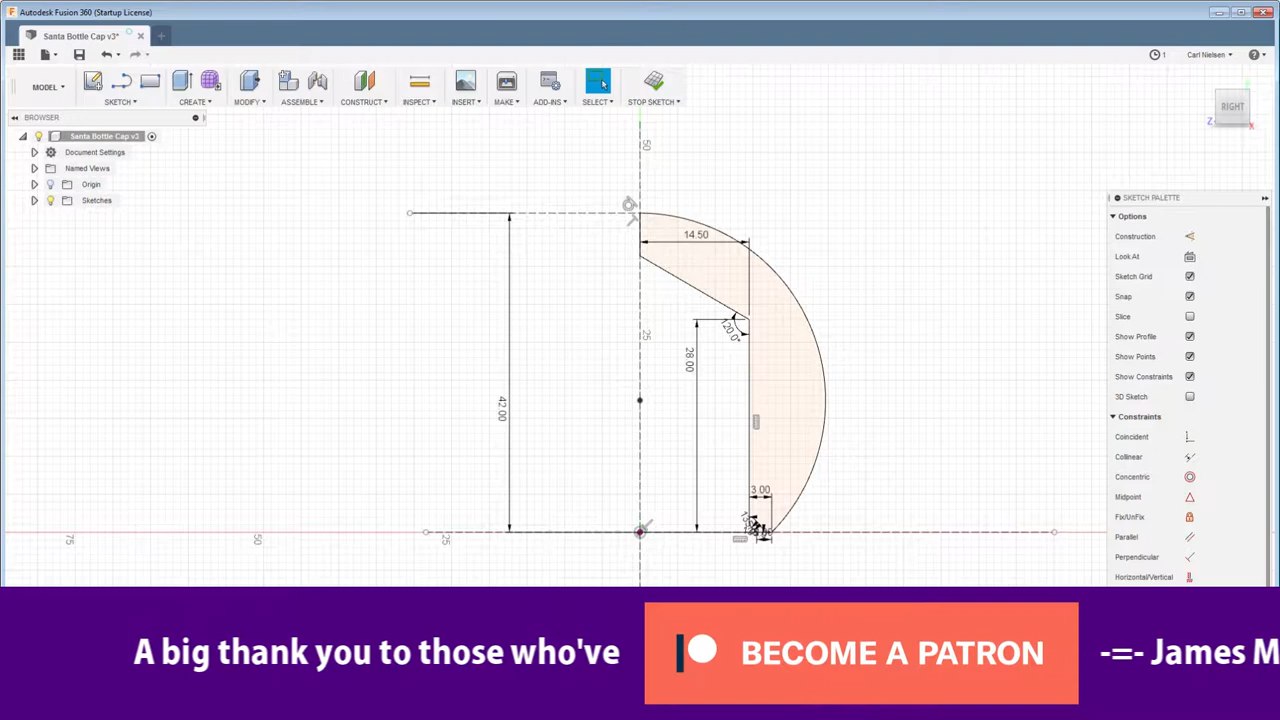 Autodesk Fusion 360 (Startup License)
Santa Bottle Cap v3*
1
Carl Nielsen
MODEL
SKETCH
CREATE
MODIFY
ASSEMBLE
CONSTRUCT
INSPECT
INSERT
MAKE
ADD-INS
SELECT
STOP SKETCH
BROWSER
Santa Bottle Cap v3
Document Settings
Named Views
Origin
Sketches
RIGHT
Z
X
50
14.50
120.0°
25
28.00
42.00
3.00
75
50
25
SKETCH PALETTE
Options
Construction
Look At
Sketch Grid
Snap
Slice
Show Profile
Show Points
Show Constraints
3D Sketch
Constraints
Coincident
Collinear
Concentric
Midpoint
Fix/UnFix
Parallel
Perpendicular
Horizontal/Vertical
A big thank you to those who've
BECOME A PATRON
-=- James M